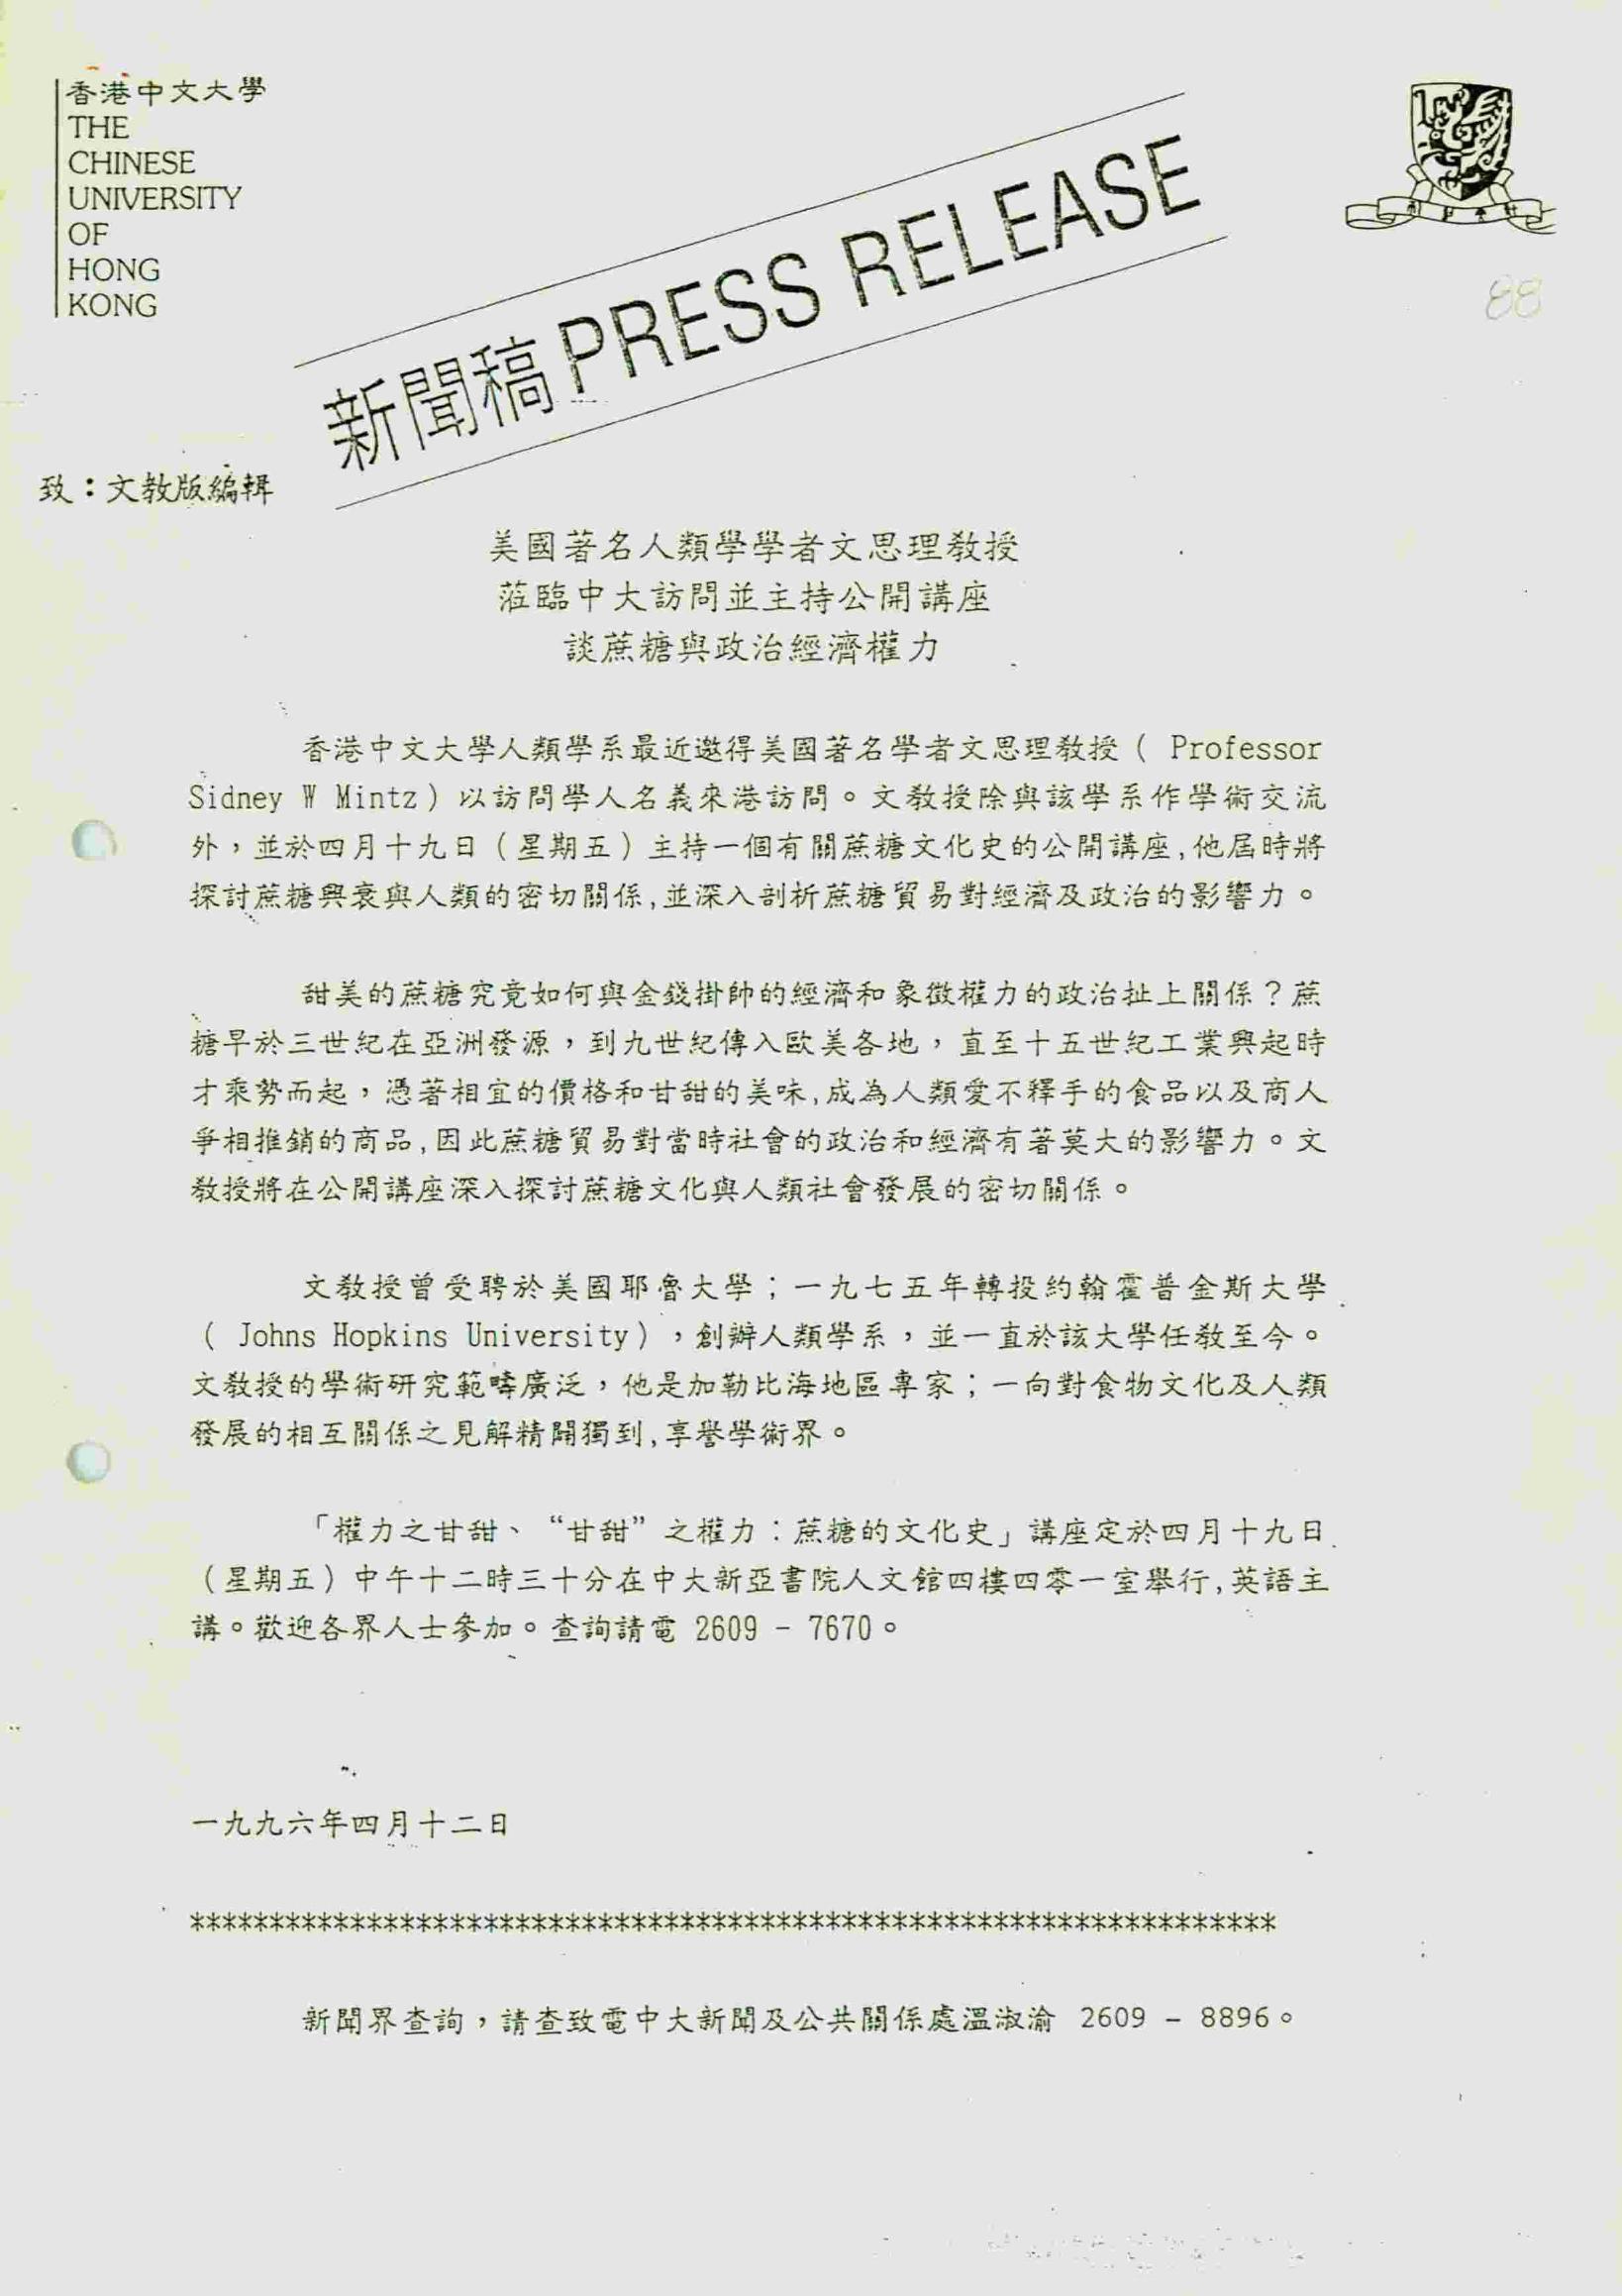 香港中文大學
THE
CHINESE
UNIVERSITY
OF
HONG
KONG
新聞稿 PRESS RELEASE
88
致：文教版編輯
美國著名人類學學者文思理教授
蒞臨中大訪問並主持公開講座
談蔗糖與政治經濟權力
香港中文大學人類學系最近邀得美國著名學者文思理教授（ Professor
Sidney W Mintz）以訪問學人名義來港訪問。文教授除與該學系作學術交流
外，並於四月十九日（星期五）主持一個有關蔗糖文化史的公開講座,他屆時將
探討蔗糖興衰與人類的密切關係,並深入剖析蔗糖貿易對經濟及政治的影響力。
甜美的蔗糖究竟如何與金錢掛帥的經濟和象徵權力的政治扯上關係？蔗
糖早於三世紀在亞洲發源，到九世紀傳入歐美各地，直至十五世紀工業興起時
才乘勢而起，憑著相宜的價格和甘甜的美味,成為人類愛不釋手的食品以及商人
爭相推銷的商品,因此蔗糖貿易對當時社會的政治和經濟有著莫大的影響力。文
教授將在公開講座深入探討蔗糖文化與人類社會發展的密切關係。
文教授曾受聘於美國耶魯大學；一九七五年轉投約翰霍普金斯大學
（ Johns Hopkins University），創辦人類學系，並一直於該大學任教至今。
文教授的學術研究範疇廣泛，他是加勒比海地區專家；一向對食物文化及人類
發展的相互關係之見解精闢獨到,享譽學術界。
「權力之甘甜、“甘甜”之權力：蔗糖的文化史」講座定於四月十九日
（星期五）中午十二時三十分在中大新亞書院人文館四樓四零一室舉行,英語主
講。歡迎各界人士參加。查詢請電 2609 - 7670。
一九九六年四月十二日
******************************************************************
新聞界查詢，請查致電中大新聞及公共關係處溫淑渝 2609 - 8896。